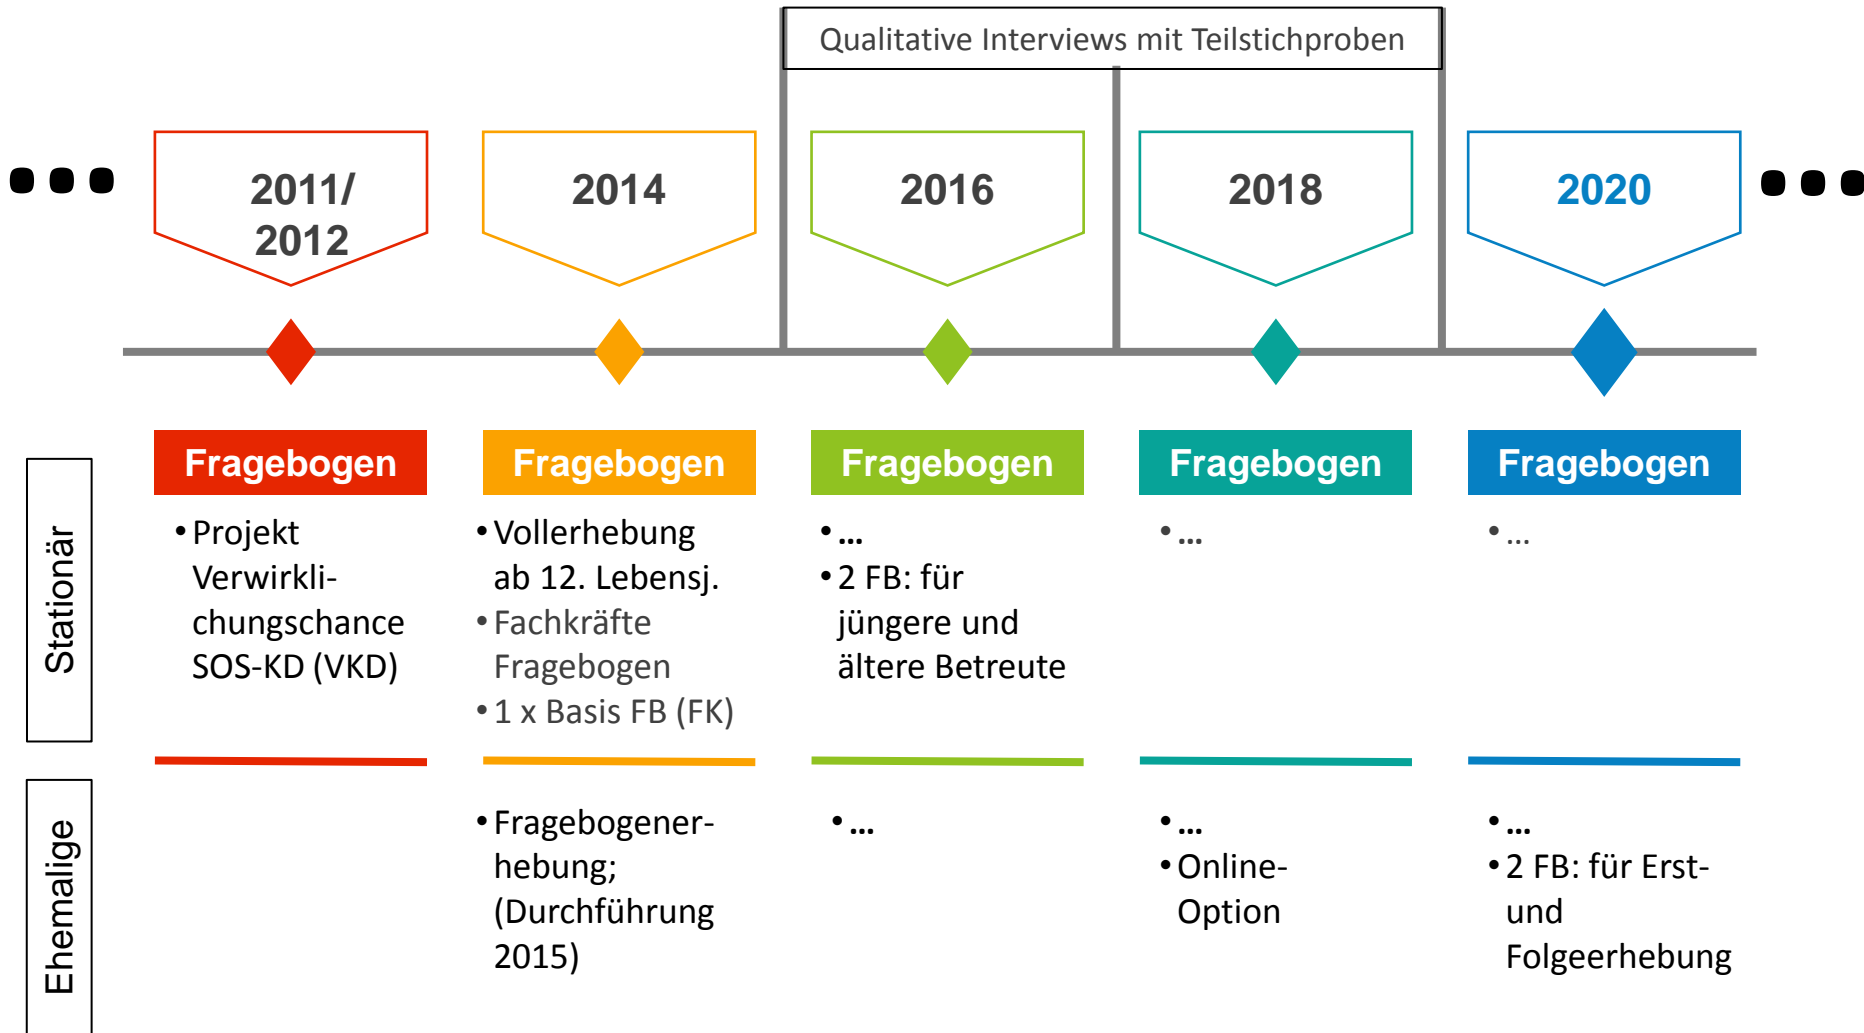 Qualitative Interviews mit Teilstichproben
2011/
2012
2014
2016
2018
2020
Stationär
Fragebogen
• Projekt
Verwirkli-
chungschance
SOS-KD (VKD)
Fragebogen
• Vollerhebung
ab 12. Lebensj.
• Fachkräfte
Fragebogen
• 1 x Basis FB (FK)
Fragebogen
• ...
• 2 FB: für
jüngere und
ältere Betreute
Fragebogen
• ...
Fragebogen
• ...
Ehemalige
• Fragebogener-
hebung;
(Durchführung
2015)
• ...
• ...
• Online-
Option
• ...
• 2 FB: für Erst-
und
Folgeerhebung